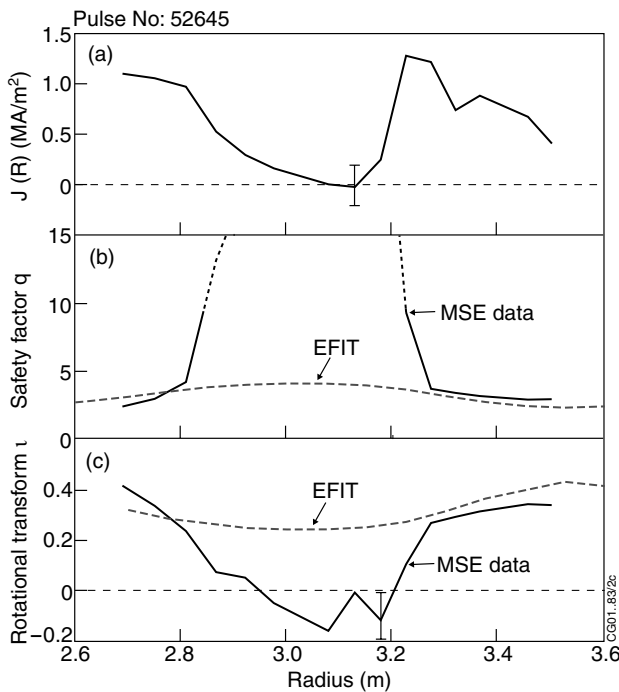 Pulse No: 52645
(a)
J (R) (MA/m²)
1.5
1.0
0.5
0
(b)
Safety factor q
15
10
5
0
MSE data
EFIT
(c)
Rotational transform ι
0.4
0.2
0
–0.2
EFIT
MSE data
2.6 2.8 3.0 3.2 3.4 3.6
Radius (m)
CG01..83/2c